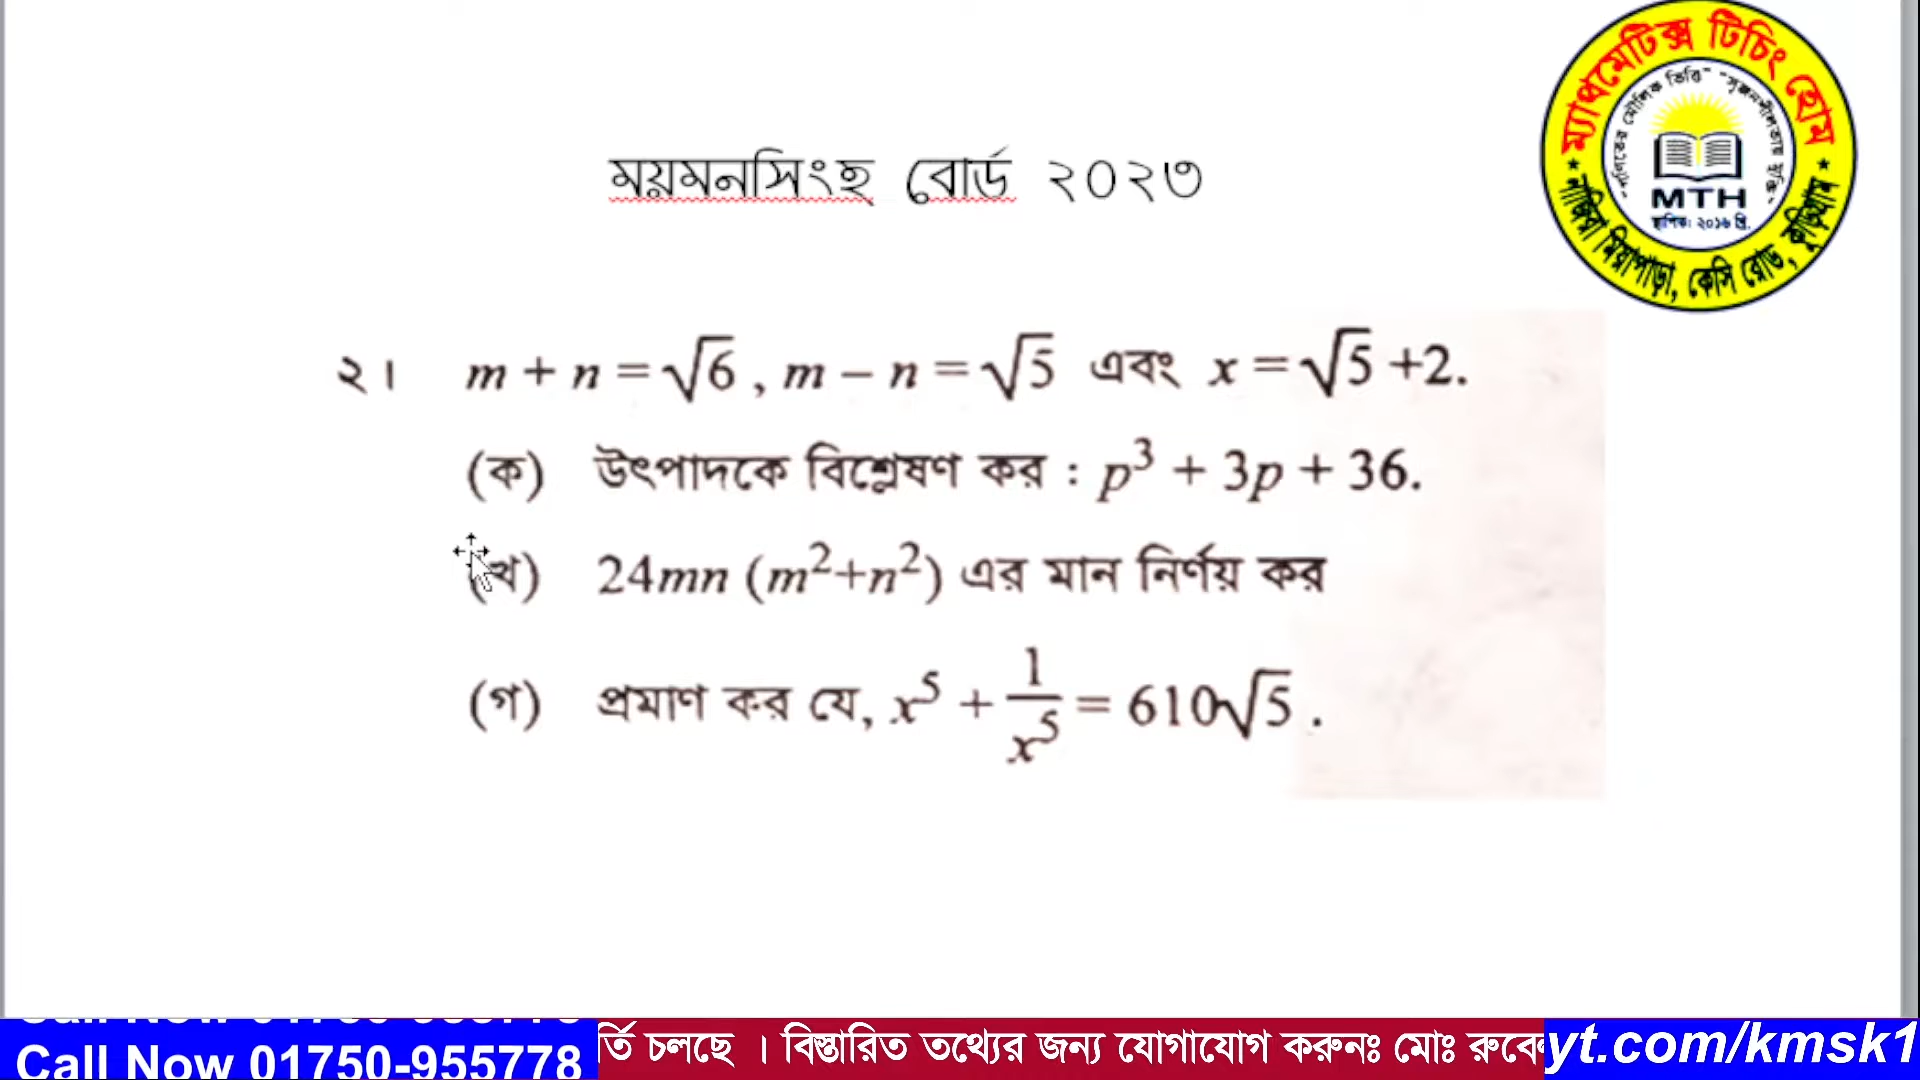 ময়মনসিংহ বোর্ড ২০২৩
ম্যাথমেটিক্স টিচিং হোম
MTH
স্থাপিত: ২০১৬ খ্রি.
নাজিরা মিয়াপাড়া, কেসি রোড, কুড়িগ্রাম
২। m + n = √6 , m – n = √5 এবং x = √5 +2.
(ক) উৎপাদকে বিশ্লেষণ কর : p³ + 3p + 36.
(খ) 24mn (m²+n²) এর মান নির্ণয় কর
(গ) প্রমাণ কর যে, x⁵ + 1/x⁵ = 610√5 .
Call Now 01750-955778
র্তি চলছে । বিস্তারিত তথ্যের জন্য যোগাযোগ করুনঃ মোঃ রুবে
yt.com/kmsk1